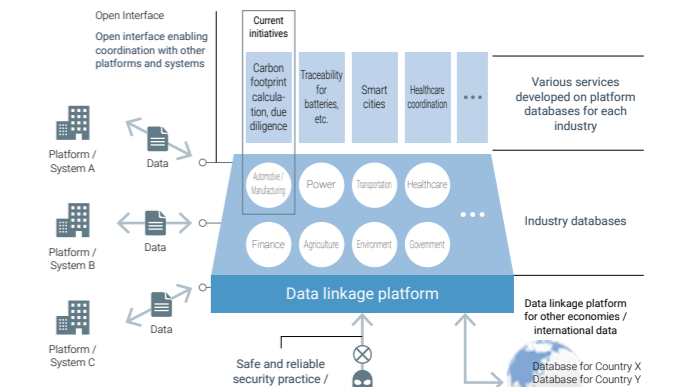 Open Interface
Open interface enabling
coordination with other
platforms and systems
Current
initiatives
Carbon
footprint
calcula-
tion, due
diligence
Traceability
for
batteries,
etc.
Smart
cities
Healthcare
coordination
Various services
developed on platform
databases for each
industry
Platform /
System A
Data
Automotive /
Manufacturing
Power
Transportation
Healthcare
Finance
Agriculture
Environment
Government
Industry databases
Platform /
System B
Data
Data linkage platform
Platform /
System C
Data
Data linkage platform
for other economies /
international data
Safe and reliable
security practice /
Database for Country X
Database for Country Y